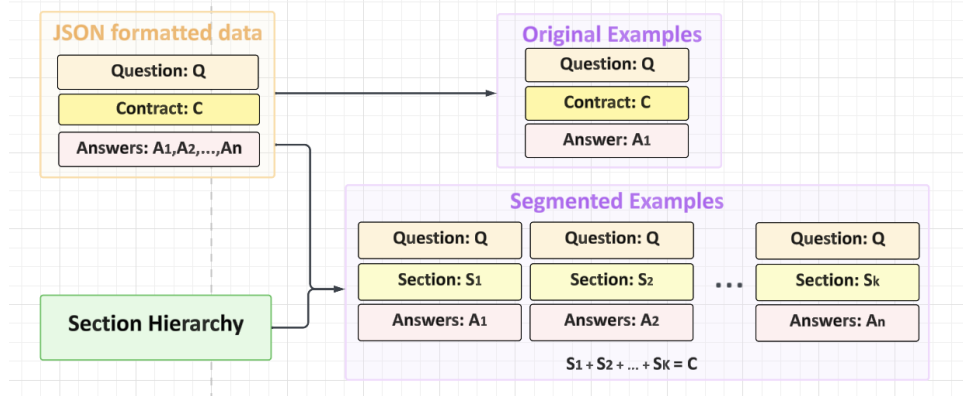 JSON formatted data
Question: Q
Contract: C
Answers: A1,A2,...,An
Original Examples
Question: Q
Contract: C
Answer: A1
Section Hierarchy
Segmented Examples
Question: Q
Section: S1
Answers: A1
Question: Q
Section: S2
Answers: A2
...
Question: Q
Section: Sk
Answers: An
S1 + S2 + ... + SK = C